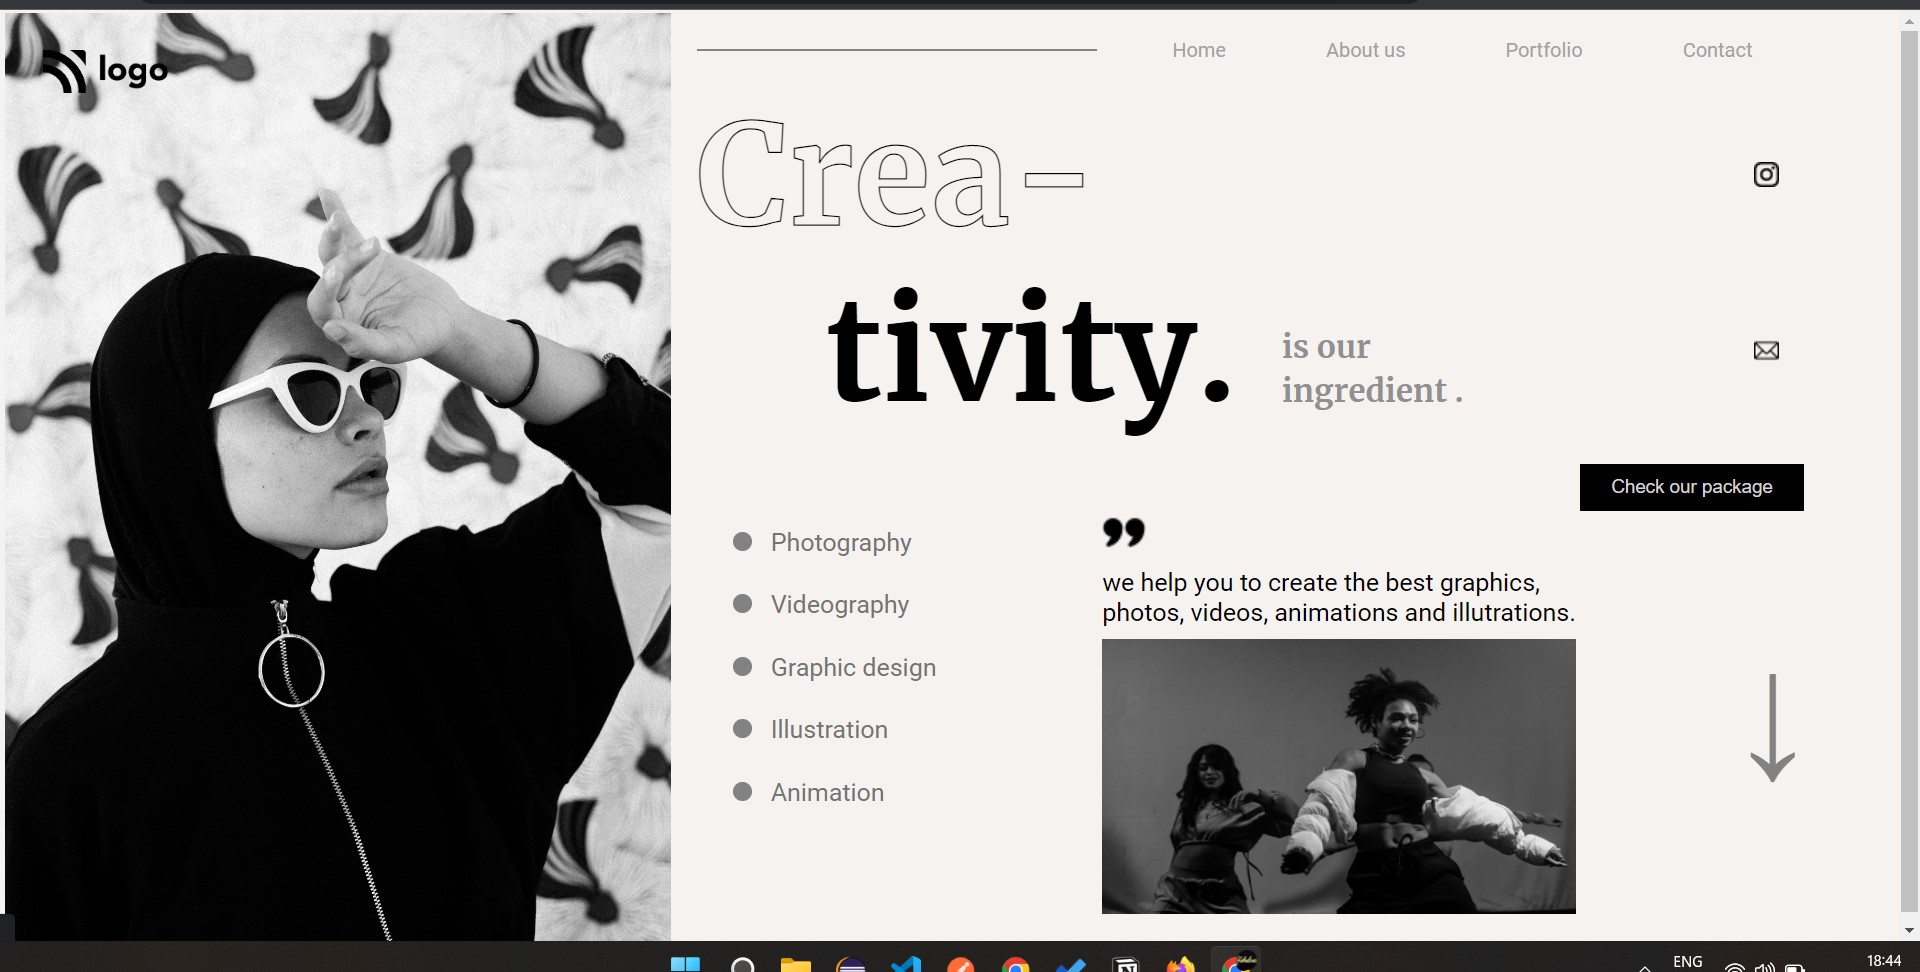 logo
Home About us Portfolio Contact
Crea-
tivity.
is our
ingredient .
Check our package
Photography
Videography
Graphic design
Illustration
Animation
”
we help you to create the best graphics,
photos, videos, animations and illutrations.
ENG
18:44